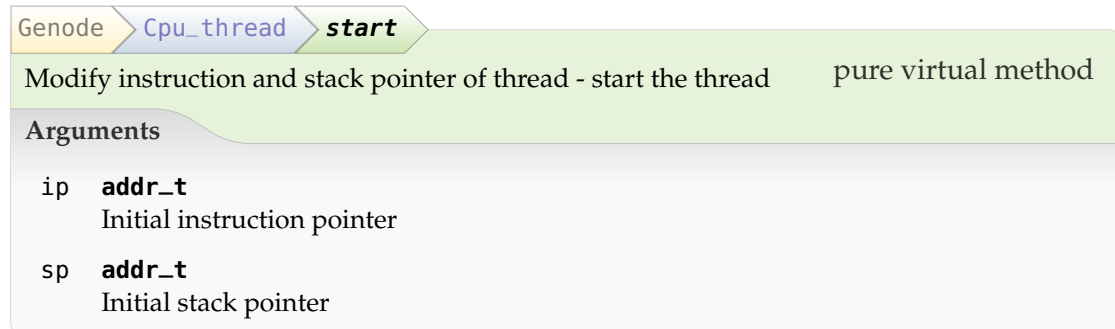 Genode Cpu_thread start
Modify instruction and stack pointer of thread - start the thread pure virtual method
Arguments
ip addr_t
Initial instruction pointer
sp addr_t
Initial stack pointer